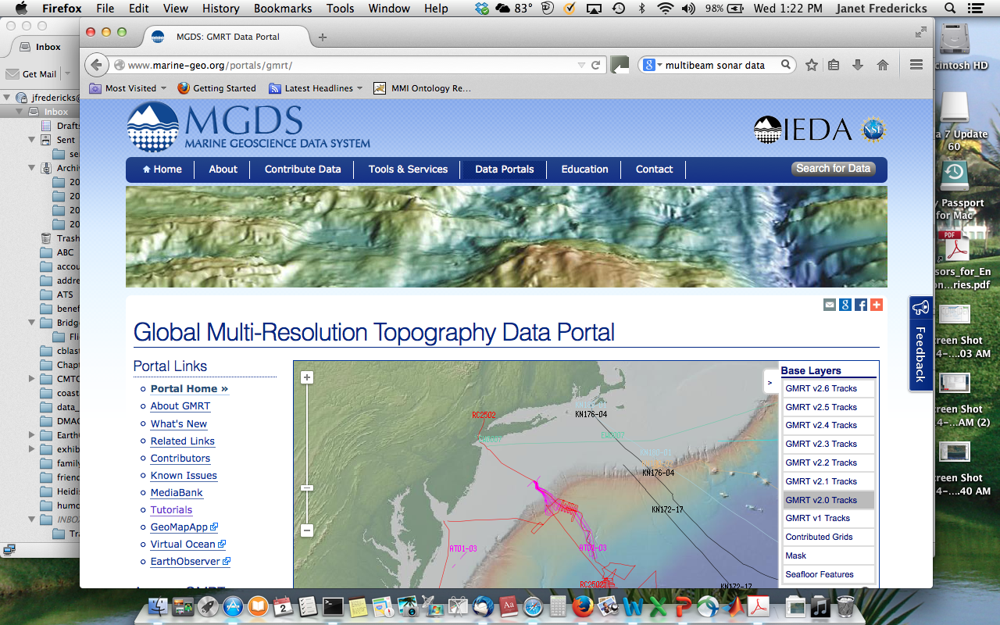 Firefox File Edit View History Bookmarks Tools Window Help 83° 98% Wed 1:22 PM Janet Fredericks
Inbox
MGDS: GMRT Data Portal
www.marine-geo.org/portals/gmrt/
multibeam sonar data
Get Mail
Most Visited Getting Started Latest Headlines MMI Ontology Re...
jfredericks@
Inbox
Drafts
Sent
se
Archi
20
20
20
20
Trash
ABC
accou
addre
ATS
benef
Bridg
Fli
cblast
Chapt
CMTC
coast
data_
DMAC
Earth
exhib
family
friend
Heidis
humo
INBO
Tra
MGDS
MARINE GEOSCIENCE DATA SYSTEM
IEDA
NSF
Home About Contribute Data Tools & Services Data Portals Education Contact Search for Data
Global Multi-Resolution Topography Data Portal
Portal Links
Portal Home »
About GMRT
What's New
Related Links
Contributors
Known Issues
MediaBank
Tutorials
GeoMapApp
Virtual Ocean
EarthObserver
RC2502
KN176-04
EW0007
KN176-04
KN172-17
AT01-03
AT01-03
RC2502
KN172-17
>
Base Layers
GMRT v2.6 Tracks
GMRT v2.5 Tracks
GMRT v2.4 Tracks
GMRT v2.3 Tracks
GMRT v2.2 Tracks
GMRT v2.1 Tracks
GMRT v2.0 Tracks
GMRT v1 Tracks
Contributed Grids
Mask
Seafloor Features
Feedback
cintosh HD
a 7 Update
60
y Passport
for Mac
PDF
sors_for_En
on...ries.pdf
reen Shot
4-....03 AM
reen Shot
4-...AM (2)
reen Shot
4-....40 AM